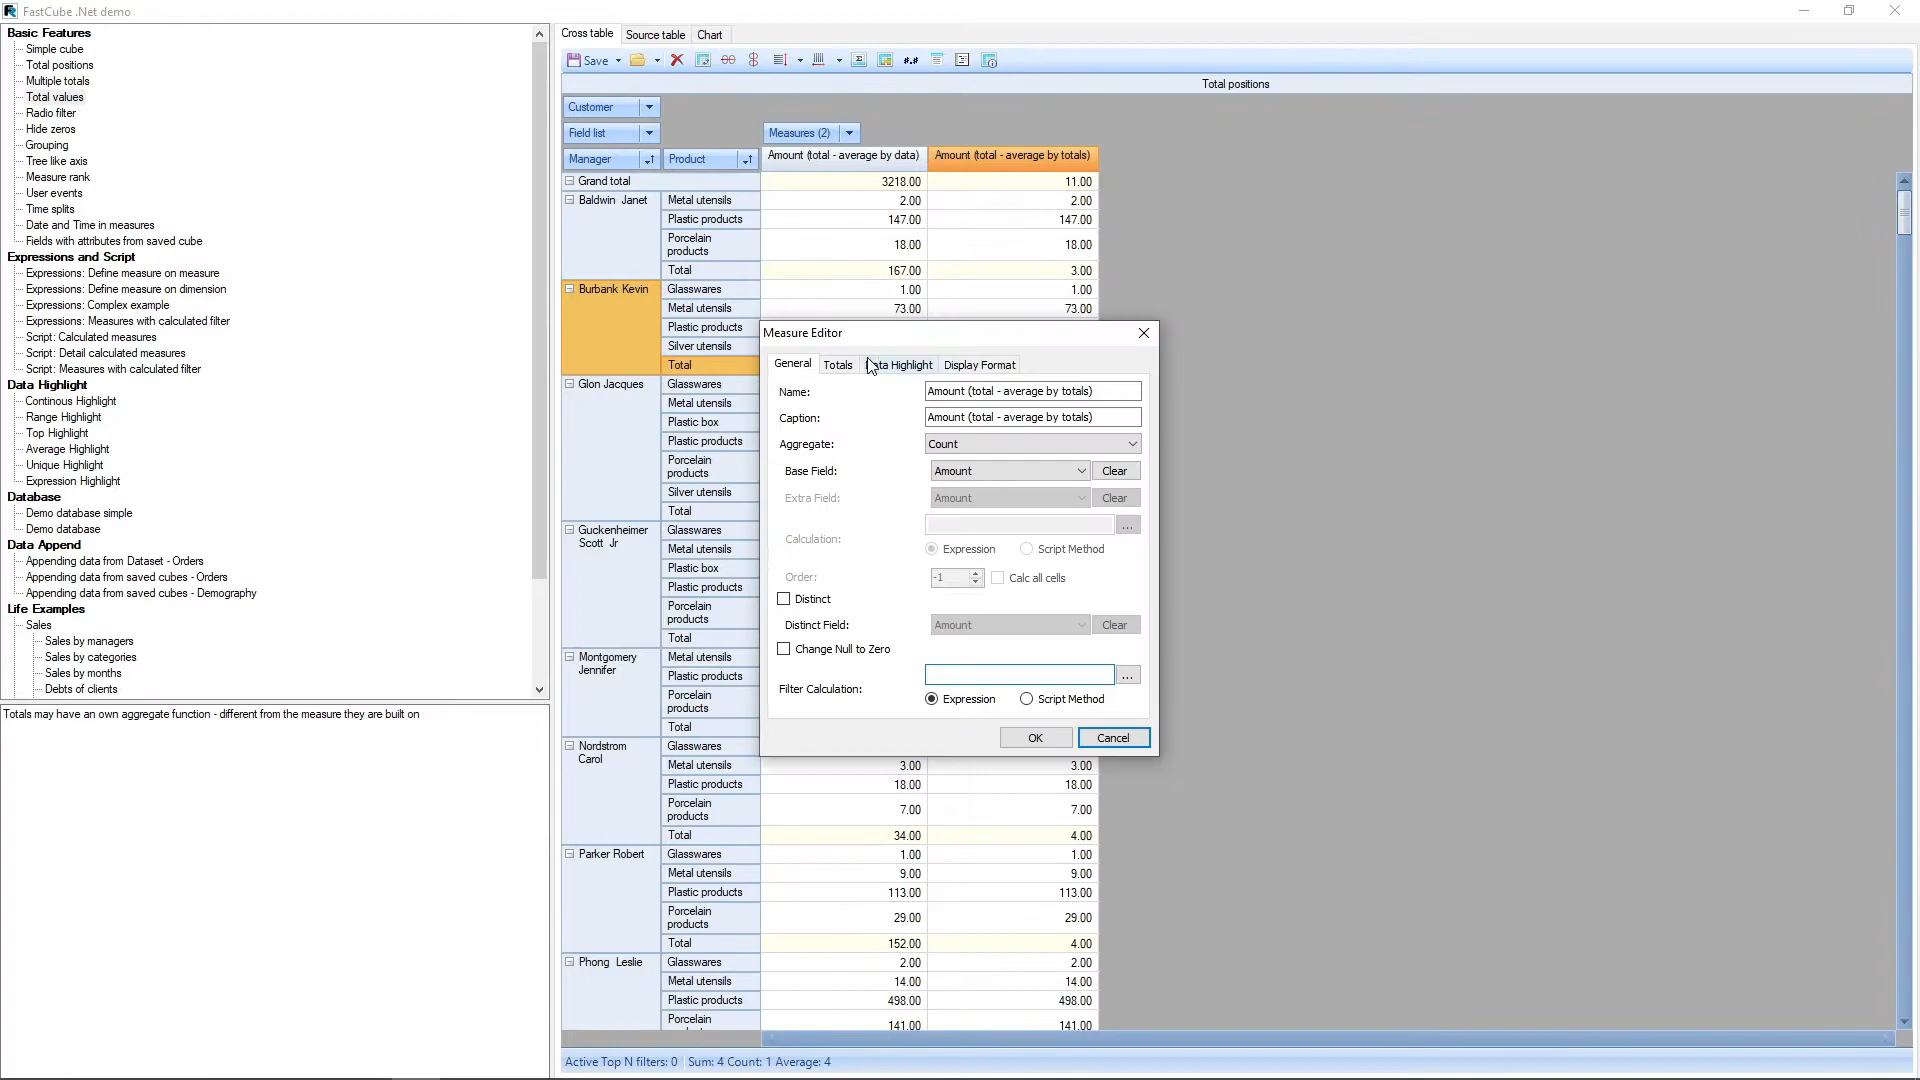 FastCube .Net demo
Basic Features
Simple cube
Total positions
Multiple totals
Total values
Radio filter
Hide zeros
Grouping
Tree like axis
Measure rank
User events
Time splits
Date and Time in measures
Fields with attributes from saved cube
Expressions and Script
Expressions: Define measure on measure
Expressions: Define measure on dimension
Expressions: Complex example
Expressions: Measures with calculated filter
Script: Calculated measures
Script: Detail calculated measures
Script: Measures with calculated filter
Data Highlight
Continous Highlight
Range Highlight
Top Highlight
Average Highlight
Unique Highlight
Expression Highlight
Database
Demo database simple
Demo database
Data Append
Appending data from Dataset - Orders
Appending data from saved cubes - Orders
Appending data from saved cubes - Demography
Life Examples
Sales
Sales by managers
Sales by categories
Sales by months
Debts of clients
Totals may have an own aggregate function - different from the measure they are built on
Cross table Source table Chart
Save
Total positions
Customer
Field list Measures (2)
Manager Product Amount (total - average by data) Amount (total - average by totals)
Grand total 3218.00 11.00
Baldwin Janet Metal utensils 2.00 2.00
Plastic products 147.00 147.00
Porcelain products 18.00 18.00
Total 167.00 3.00
Burbank Kevin Glasswares 1.00 1.00
Metal utensils 73.00 73.00
Plastic products
Silver utensils
Total
Glon Jacques Glasswares
Metal utensils
Plastic box
Plastic products
Porcelain products
Silver utensils
Total
Guckenheimer Scott Jr Glasswares
Metal utensils
Plastic box
Plastic products
Porcelain products
Total
Montgomery Jennifer Metal utensils
Plastic products
Porcelain products
Total
Nordstrom Carol Glasswares
Metal utensils 3.00 3.00
Plastic products 18.00 18.00
Porcelain products 7.00 7.00
Total 34.00 4.00
Parker Robert Glasswares 1.00 1.00
Metal utensils 9.00 9.00
Plastic products 113.00 113.00
Porcelain products 29.00 29.00
Total 152.00 4.00
Phong Leslie Glasswares 2.00 2.00
Metal utensils 14.00 14.00
Plastic products 498.00 498.00
Porcelain 141.00 141.00
Active Top N filters: 0 Sum: 4 Count: 1 Average: 4
Measure Editor
General Totals Data Highlight Display Format
Name: Amount (total - average by totals)
Caption: Amount (total - average by totals)
Aggregate: Count
Base Field: Amount Clear
Extra Field: Amount Clear
Calculation: ...
Expression Script Method
Order: -1 Calc all cells
Distinct
Distinct Field: Amount Clear
Change Null to Zero
Filter Calculation: ...
Expression Script Method
OK Cancel